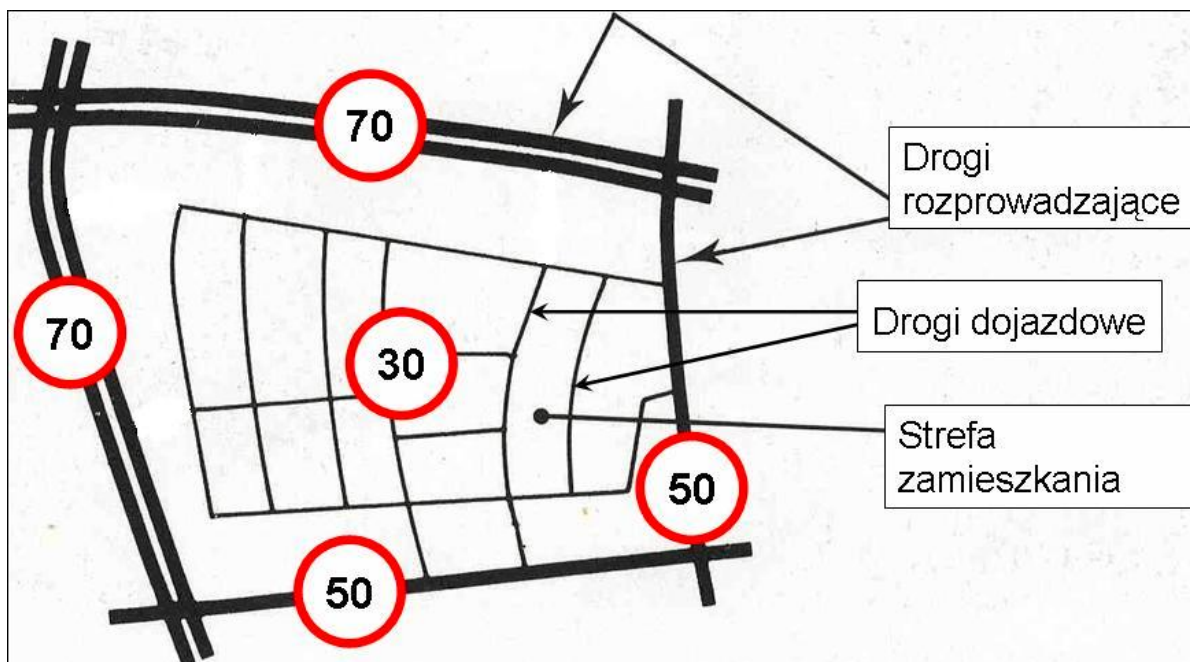 70
Drogi
rozprowadzające
70
Drogi dojazdowe
30
Strefa
zamieszkania
50
50